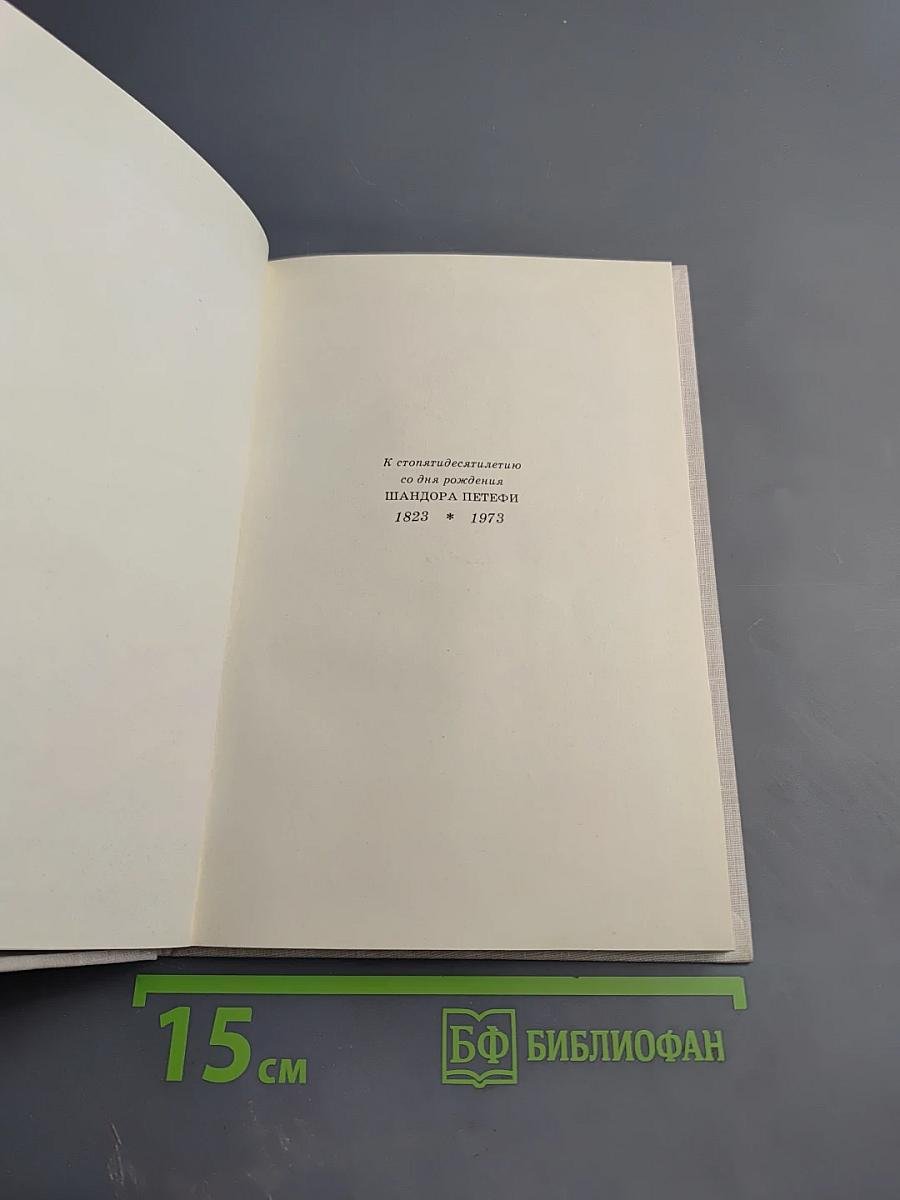 К стопятидесятилетию
со дня рождения
ШАНДОРА ПЕТЕФИ
1823 * 1973
15 см
БФ БИБЛИОФАН